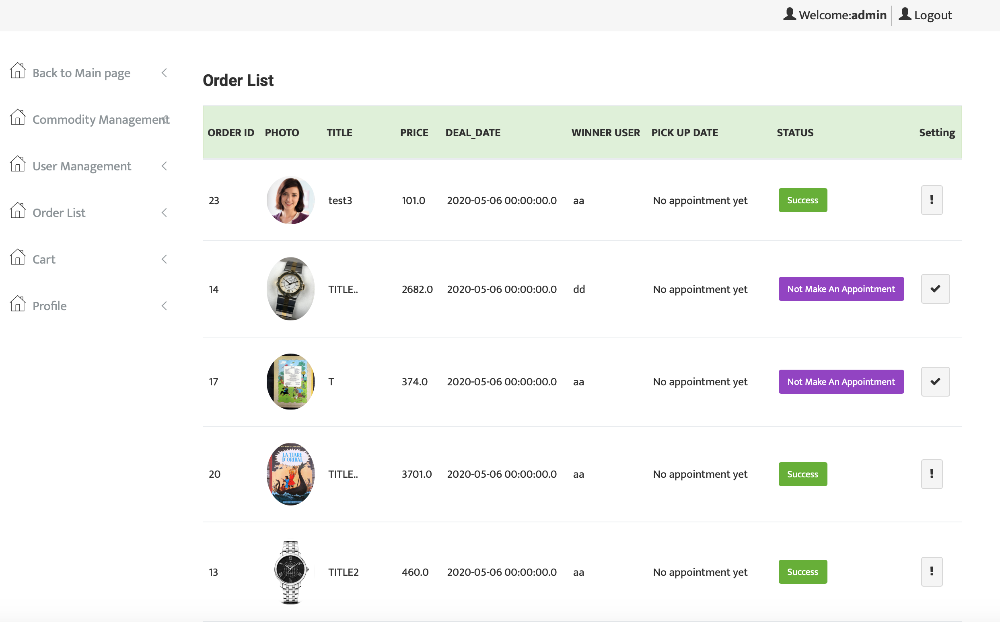 Welcome:admin Logout
Back to Main page
Commodity Management
User Management
Order List
Cart
Profile
Order List
ORDER ID PHOTO TITLE PRICE DEAL_DATE WINNER USER PICK UP DATE STATUS Setting
23 test3 101.0 2020-05-06 00:00:00.0 aa No appointment yet Success
14 TITLE.. 2682.0 2020-05-06 00:00:00.0 dd No appointment yet Not Make An Appointment
17 T 374.0 2020-05-06 00:00:00.0 aa No appointment yet Not Make An Appointment
LA TIARE
D'ORIBAL
20 TITLE.. 3701.0 2020-05-06 00:00:00.0 aa No appointment yet Success
13 TITLE2 460.0 2020-05-06 00:00:00.0 aa No appointment yet Success